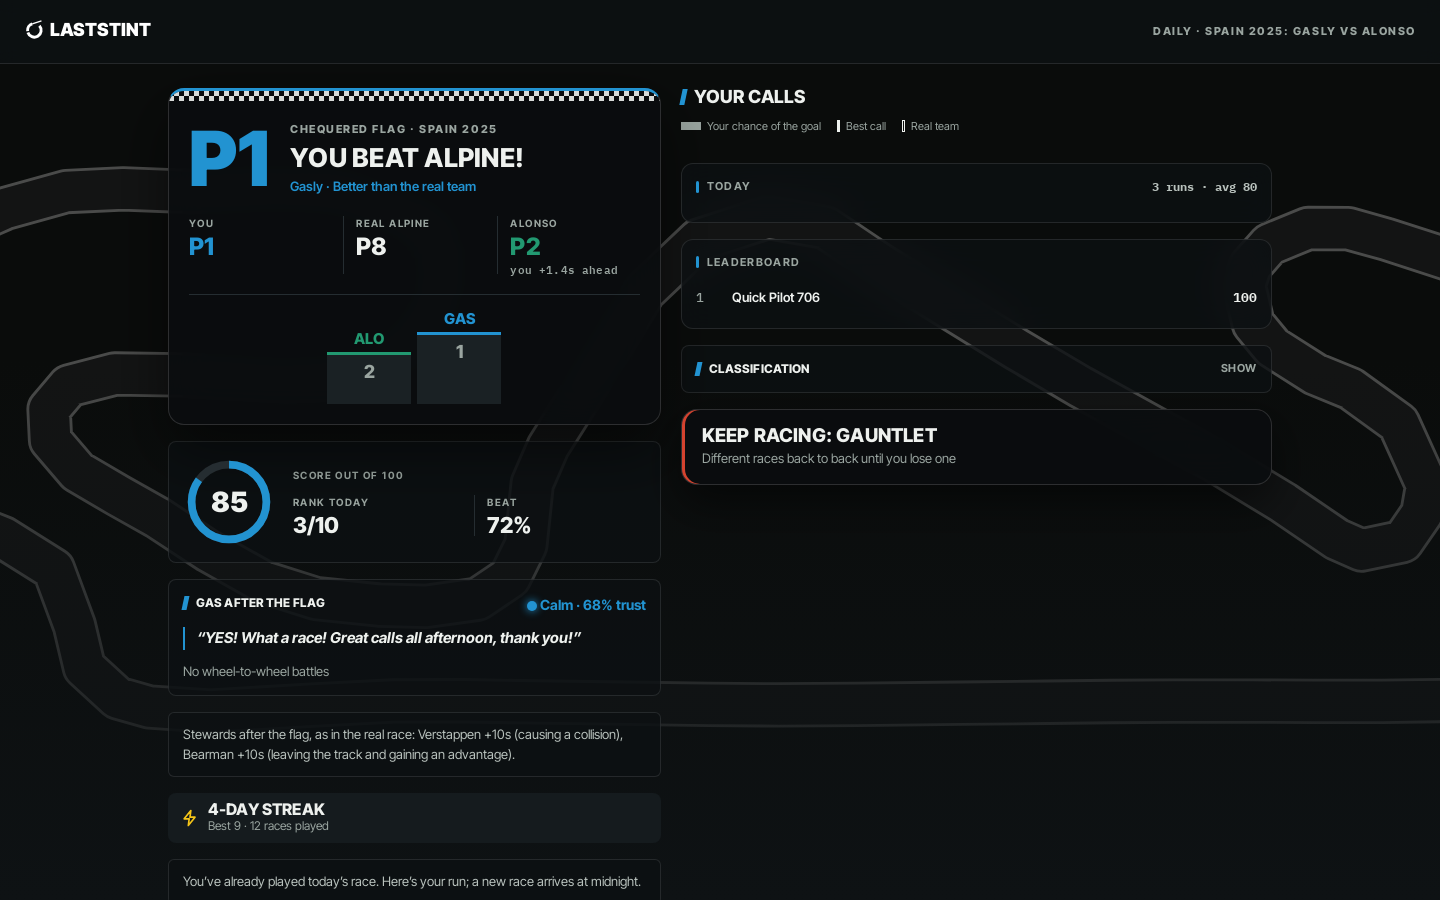 LASTSTINT
DAILY · SPAIN 2025: GASLY VS ALONSO
P1
CHEQUERED FLAG · SPAIN 2025
YOU BEAT ALPINE!
Gasly · Better than the real team
YOU
P1
REAL ALPINE
P8
ALONSO
P2
you +1.4s ahead
ALO
2
GAS
1
85
SCORE OUT OF 100
RANK TODAY
3/10
BEAT
72%
GAS AFTER THE FLAG
Calm · 68% trust
“YES! What a race! Great calls all afternoon, thank you!”
No wheel-to-wheel battles
Stewards after the flag, as in the real race: Verstappen +10s (causing a collision),
Bearman +10s (leaving the track and gaining an advantage).
4-DAY STREAK
Best 9 · 12 races played
You’ve already played today’s race. Here’s your run; a new race arrives at midnight.
YOUR CALLS
Your chance of the goal
Best call
Real team
TODAY
3 runs · avg 80
LEADERBOARD
1 Quick Pilot 706 100
CLASSIFICATION
SHOW
KEEP RACING: GAUNTLET
Different races back to back until you lose one